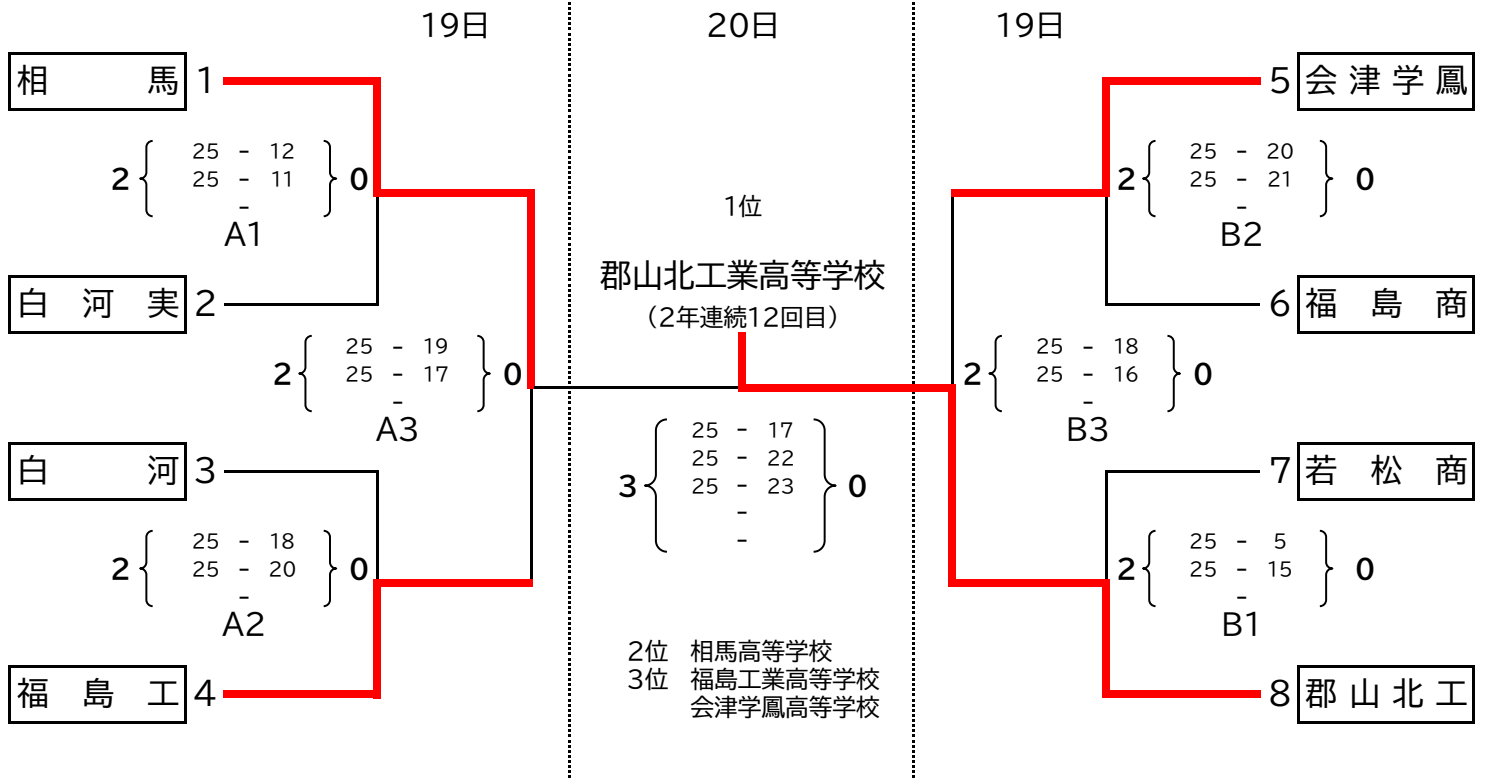 19日
20日
19日
相馬 1
2 25 - 12 0
25 - 11
-
A1
白河実 2
2 25 - 19 0
25 - 17
-
A3
白河 3
2 25 - 18 0
25 - 20
-
A2
福島工 4
1位
郡山北工業高等学校
（2年連続12回目）
3 25 - 17 0
25 - 22
25 - 23
-
-
2位 相馬高等学校
3位 福島工業高等学校
会津学鳳高等学校
5 会津学鳳
2 25 - 20 0
25 - 21
-
B2
6 福島商
2 25 - 18 0
25 - 16
-
B3
7 若松商
2 25 - 5 0
25 - 15
-
B1
8 郡山北工